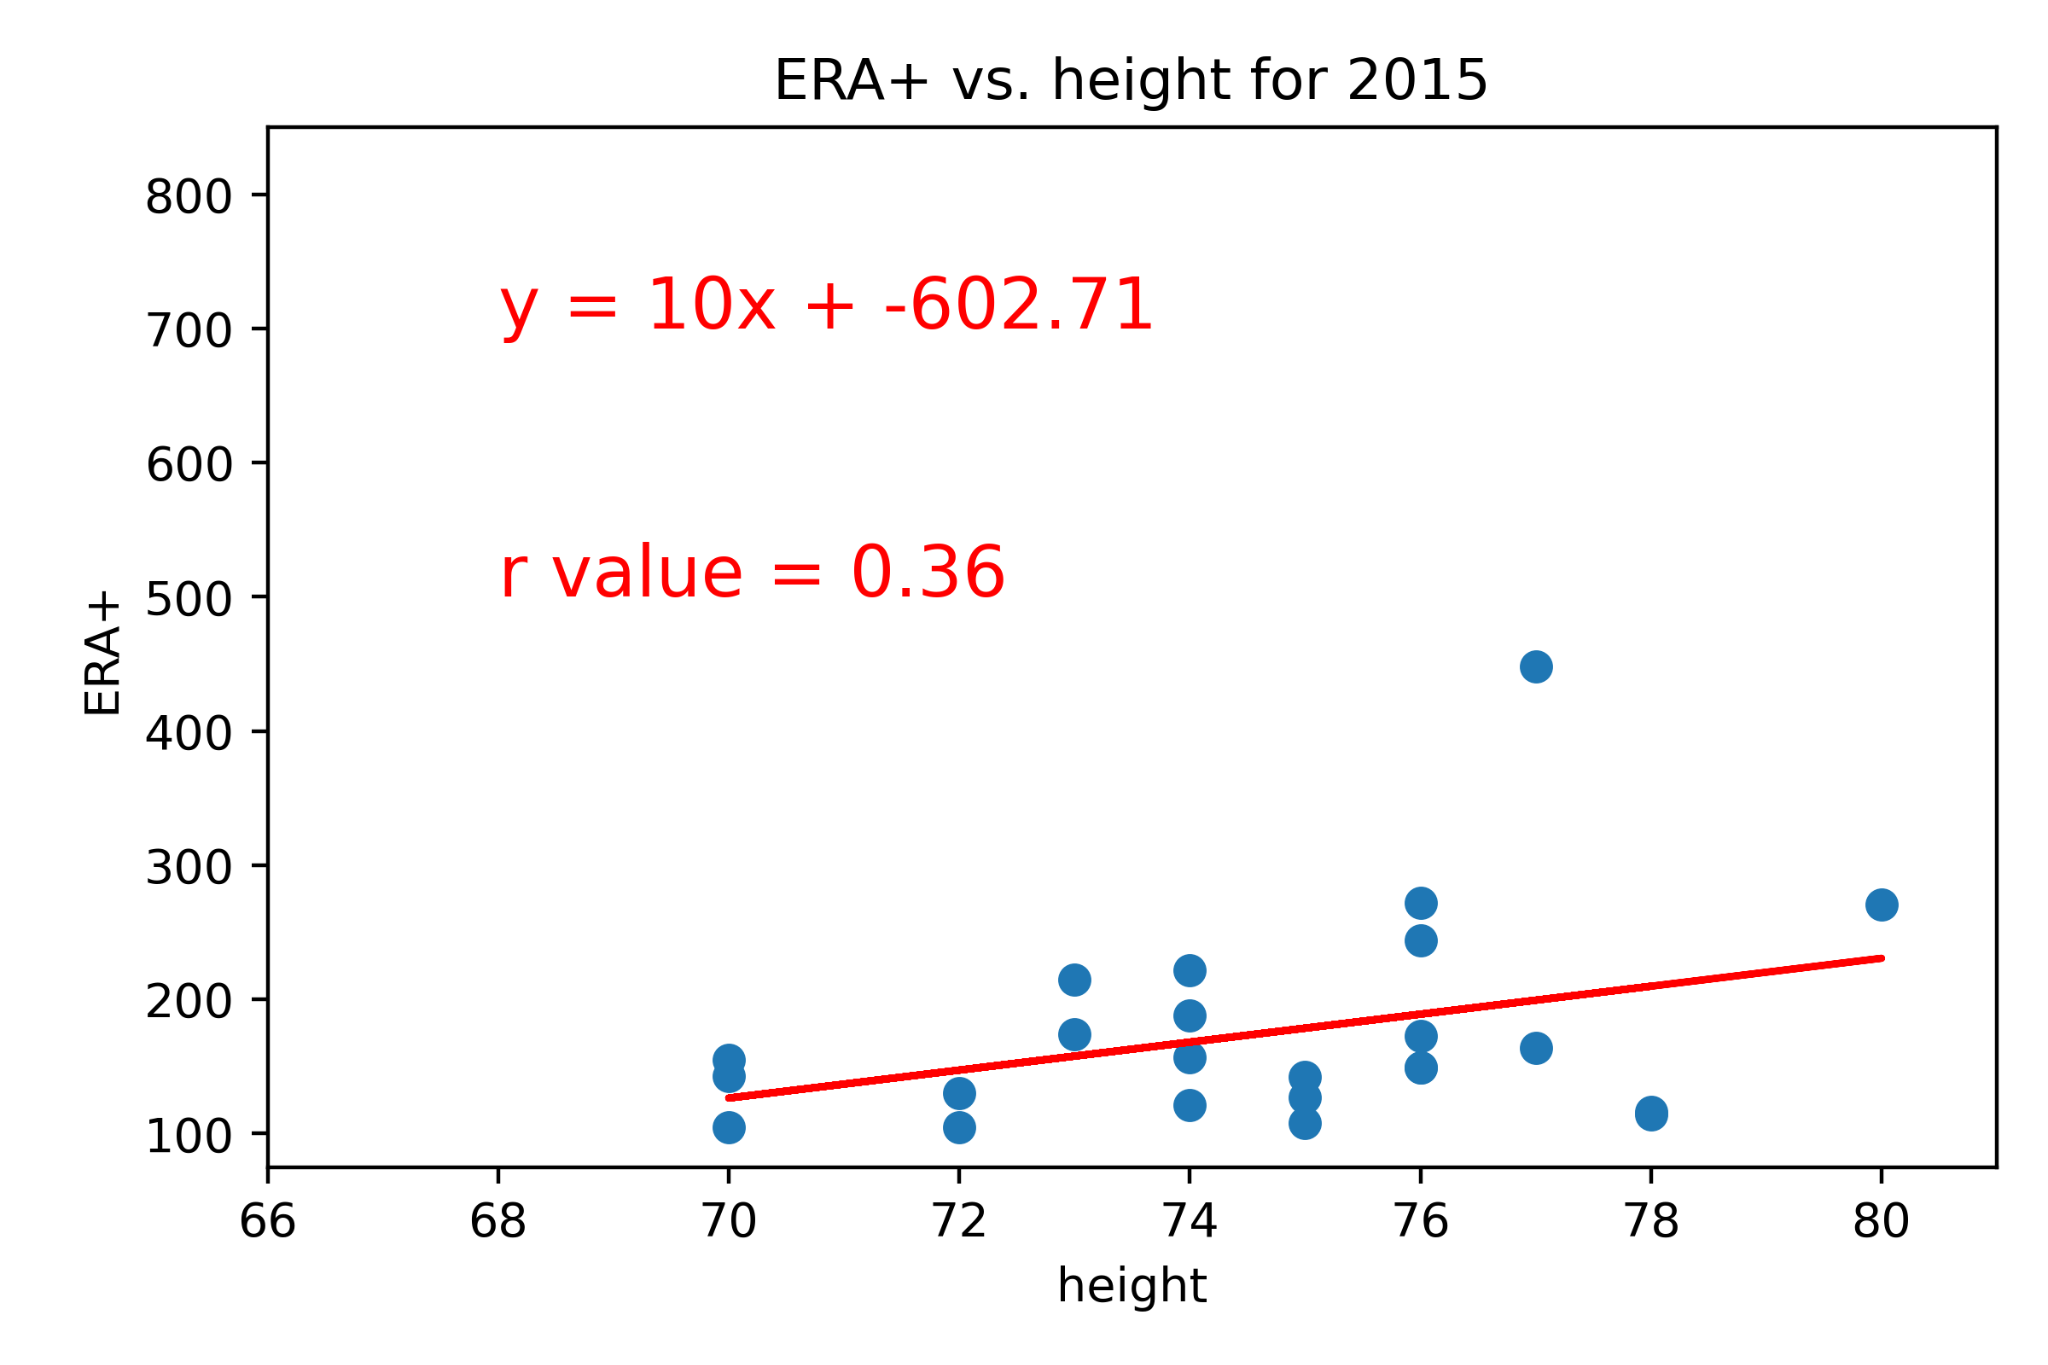 ERA+ vs. height for 2015
800
700
600
500
400
300
200
100
ERA+
y = 10x + -602.71
r value = 0.36
66 68 70 72 74 76 78 80
height